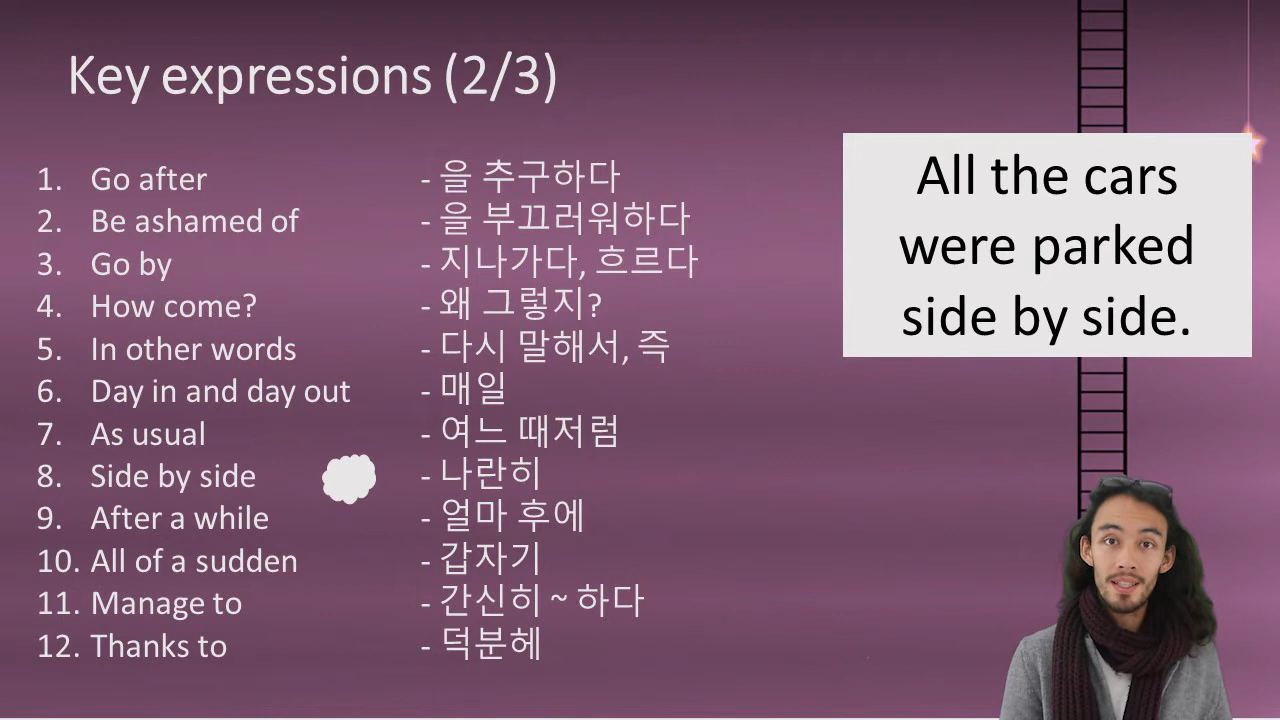 Key expressions (2/3)
1. Go after - 을 추구하다
2. Be ashamed of - 을 부끄러워하다
3. Go by - 지나가다, 흐르다
4. How come? - 왜 그렇지?
5. In other words - 다시 말해서, 즉
6. Day in and day out - 매일
7. As usual - 여느 때저럼
8. Side by side - 나란히
9. After a while - 얼마 후에
10. All of a sudden - 갑자기
11. Manage to - 간신히 ~ 하다
12. Thanks to - 덕분헤
All the cars
were parked
side by side.